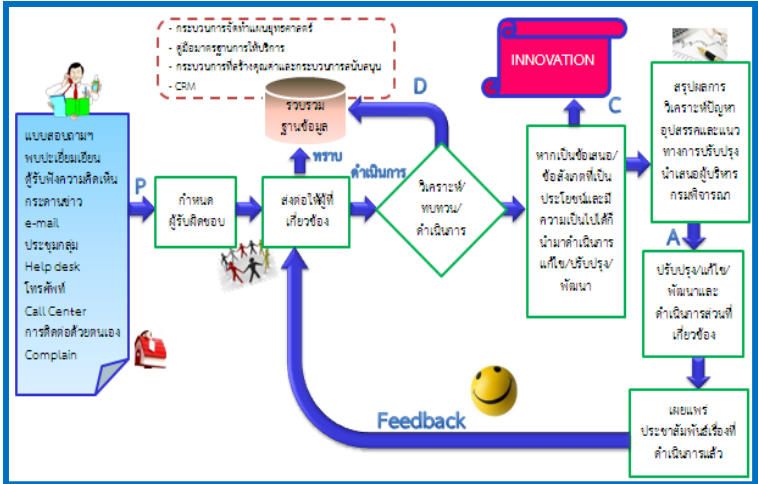 - กระบวนการจัดทำแผนยุทธศาสตร์
- คู่มือมาตรฐานการให้บริการ
- กระบวนการที่สร้างคุณค่าและกระบวนการสนับสนุน
- CRM
รวบรวม
ฐานข้อมูล
INNOVATION
D
C
แบบสอบถามฯ
พบปะเยี่ยมเยียน
ตู้รับฟังความคิดเห็น
กระดานข่าว
e-mail
ประชุมกลุ่ม
Help desk
โทรศัพท์
Call Center
การติดต่อด้วยตนเอง
Complain
P
กำหนด
ผู้รับผิดชอบ
ทราบ
ส่งต่อให้ผู้ที่
เกี่ยวข้อง
ดำเนินการ
วิเคราะห์/
ทบทวน/
ดำเนินการ
หากเป็นข้อเสนอ/
ข้อสังเกตที่เป็น
ประโยชน์และมี
ความเป็นไปได้ก็
นำมาดำเนินการ
แก้ไข/ปรับปรุง/
พัฒนา
สรุปผลการ
วิเคราะห์ปัญหา
อุปสรรคและแนว
ทางการปรับปรุง
นำเสนอผู้บริหาร
กรมพิจารณา
A
ปรับปรุง/แก้ไข/
พัฒนาและ
ดำเนินการส่วนที่
เกี่ยวข้อง
เผยแพร่
ประชาสัมพันธ์เรื่องที่
ดำเนินการแล้ว
Feedback